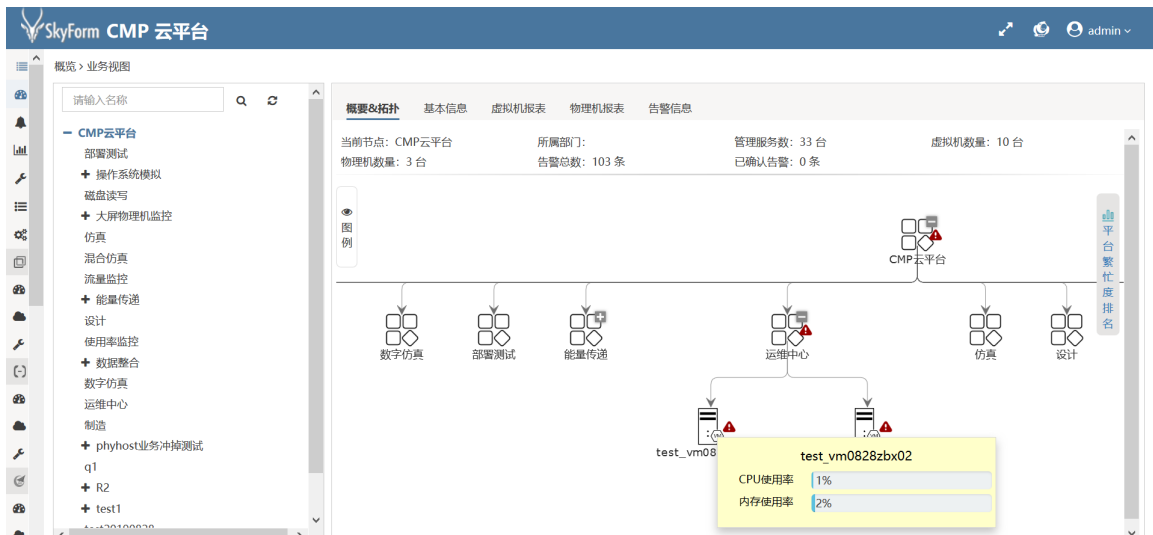 SkyForm CMP 云平台
admin
概览 › 业务视图
请输入名称
CMP云平台
部署测试
操作系统模拟
磁盘读写
大屏物理机监控
仿真
混合仿真
流量监控
能量传递
设计
使用率监控
数据整合
数字仿真
运维中心
制造
phyhost业务冲掉测试
q1
R2
test1
概要&拓扑 基本信息 虚拟机报表 物理机报表 告警信息
当前节点：CMP云平台 所属部门： 管理服务数：33 台 虚拟机数量：10 台
物理机数量：3 台 告警总数：103 条 已确认告警：0 条
图例
平台繁忙度排名
CMP云平台
数字仿真 部署测试 能量传递 运维中心 仿真 设计
test_vm08
test_vm0828zbx02
CPU使用率 1%
内存使用率 2%